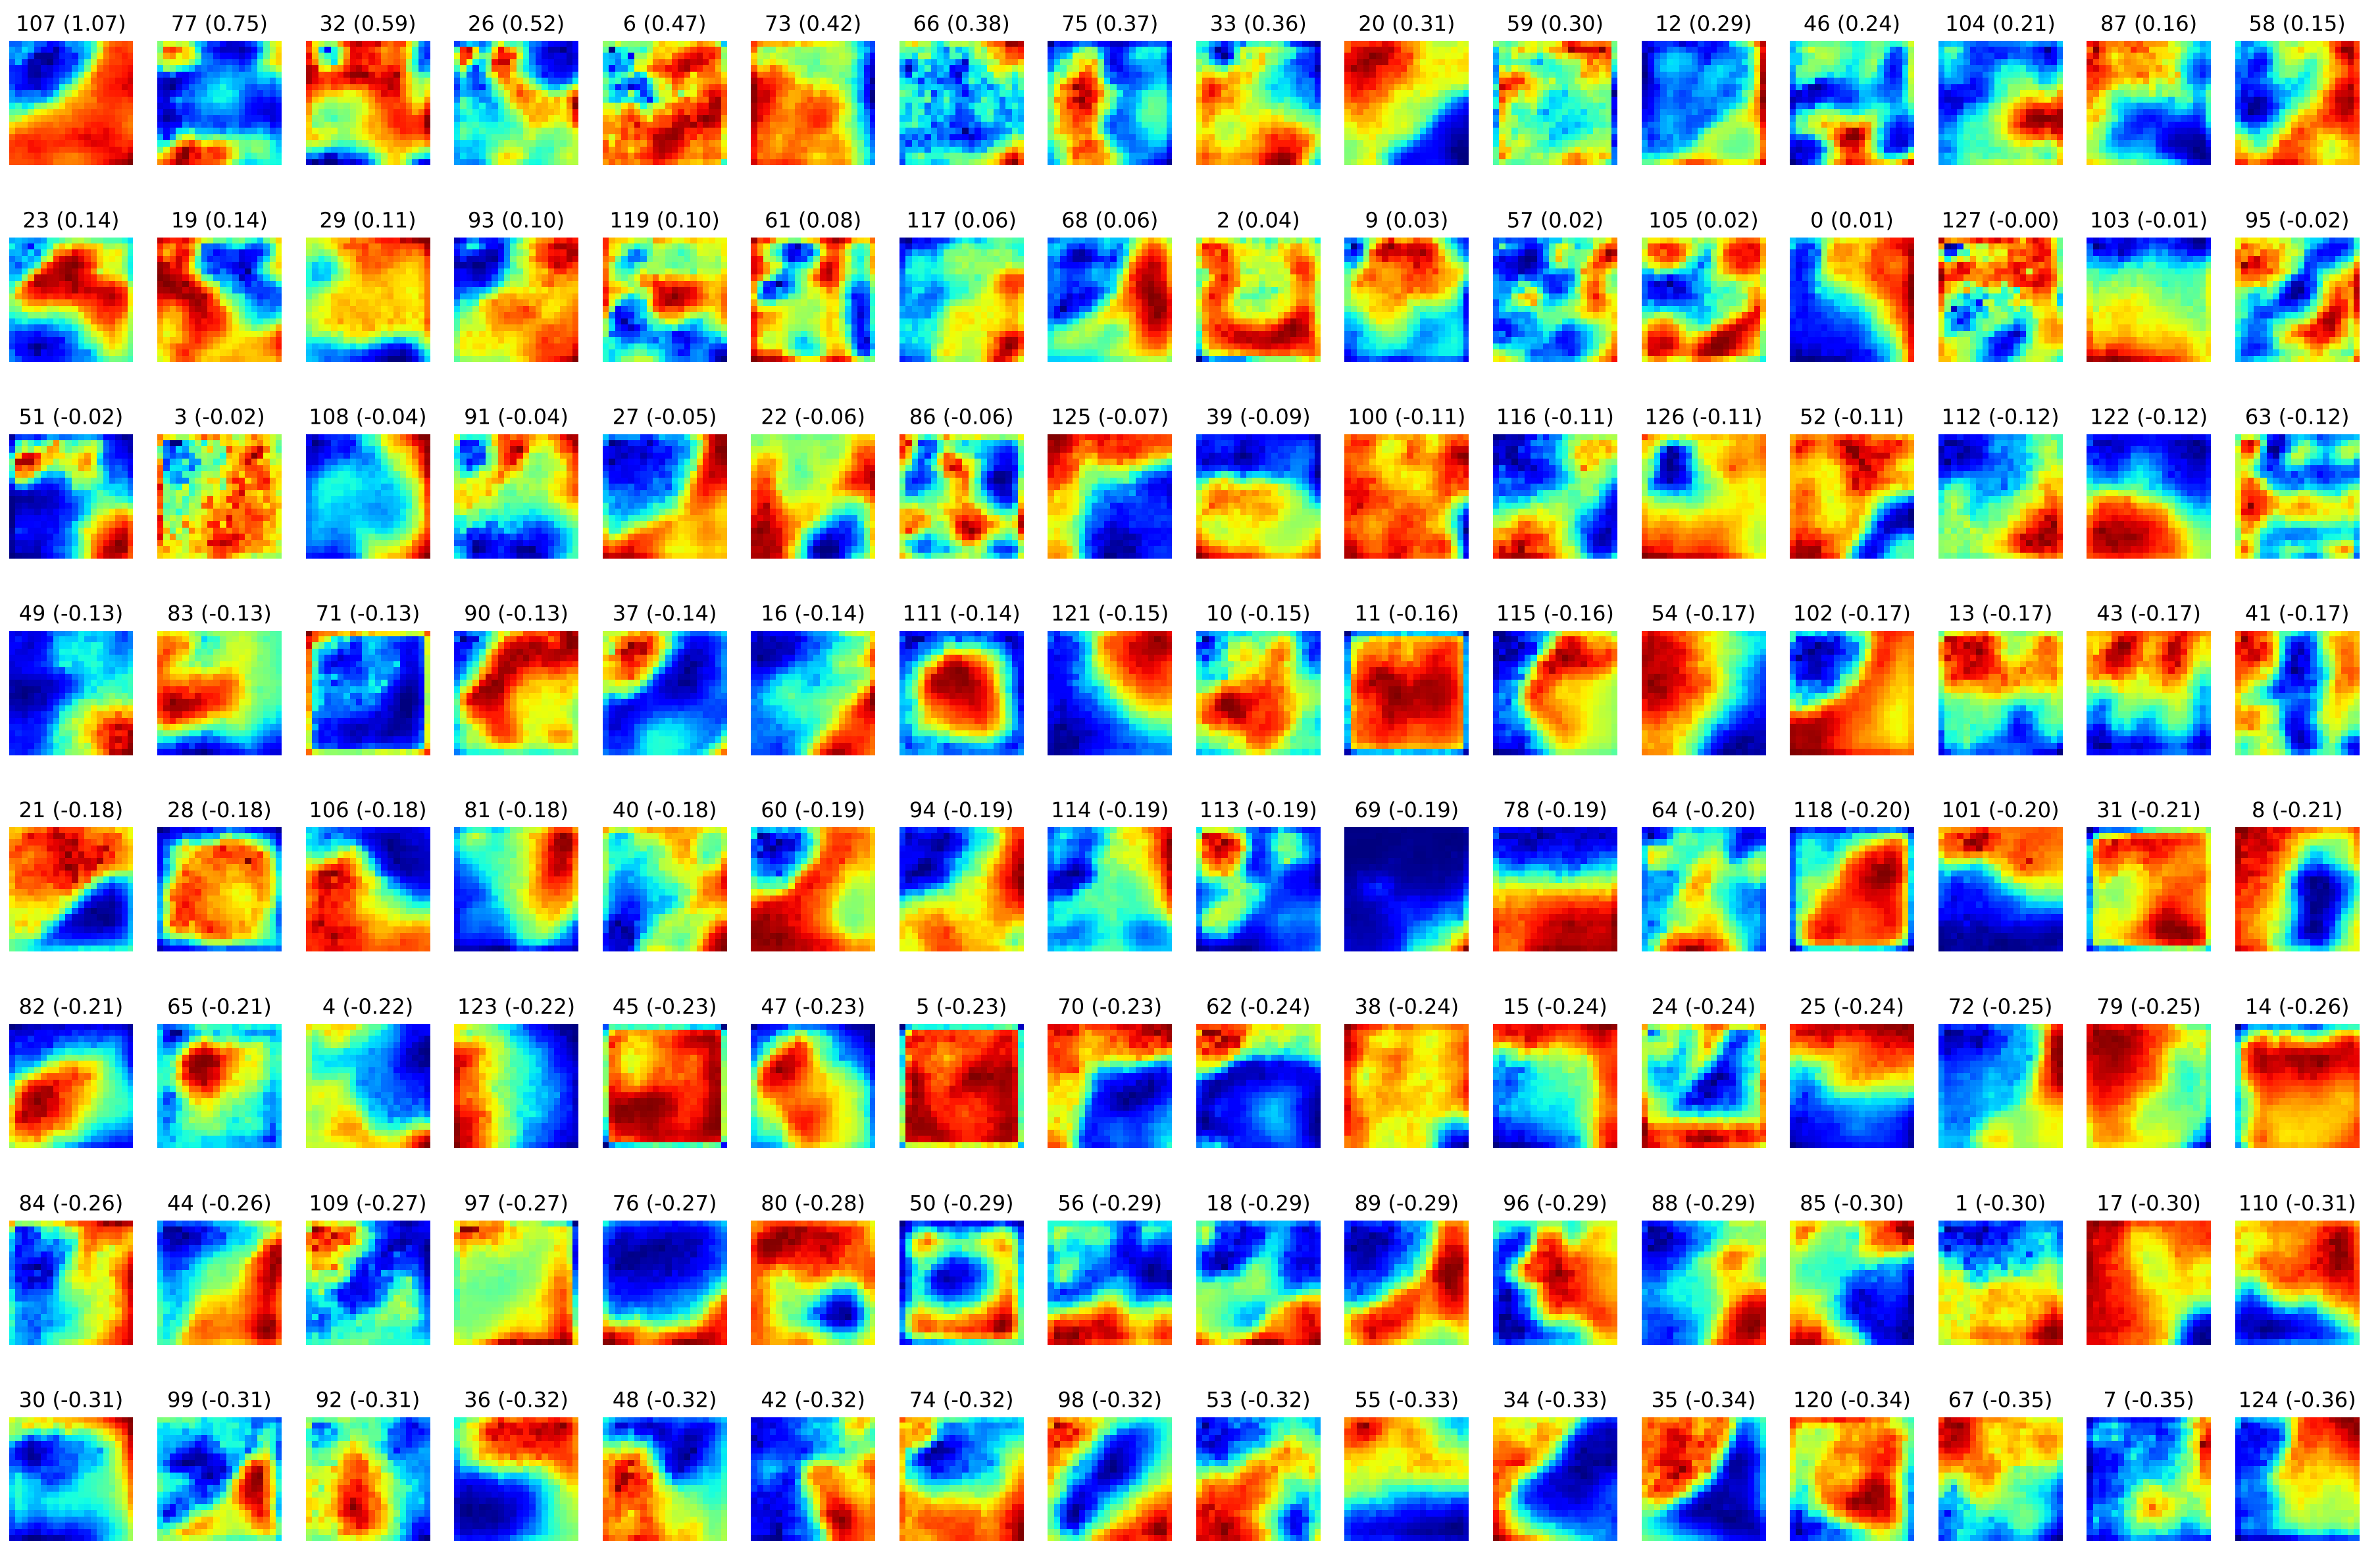 107 (1.07) 77 (0.75) 32 (0.59) 26 (0.52) 6 (0.47) 73 (0.42) 66 (0.38) 75 (0.37) 33 (0.36) 20 (0.31) 59 (0.30) 12 (0.29) 46 (0.24) 104 (0.21) 87 (0.16) 58 (0.15)
23 (0.14) 19 (0.14) 29 (0.11) 93 (0.10) 119 (0.10) 61 (0.08) 117 (0.06) 68 (0.06) 2 (0.04) 9 (0.03) 57 (0.02) 105 (0.02) 0 (0.01) 127 (-0.00) 103 (-0.01) 95 (-0.02)
51 (-0.02) 3 (-0.02) 108 (-0.04) 91 (-0.04) 27 (-0.05) 22 (-0.06) 86 (-0.06) 125 (-0.07) 39 (-0.09) 100 (-0.11) 116 (-0.11) 126 (-0.11) 52 (-0.11) 112 (-0.12) 122 (-0.12) 63 (-0.12)
49 (-0.13) 83 (-0.13) 71 (-0.13) 90 (-0.13) 37 (-0.14) 16 (-0.14) 111 (-0.14) 121 (-0.15) 10 (-0.15) 11 (-0.16) 115 (-0.16) 54 (-0.17) 102 (-0.17) 13 (-0.17) 43 (-0.17) 41 (-0.17)
21 (-0.18) 28 (-0.18) 106 (-0.18) 81 (-0.18) 40 (-0.18) 60 (-0.19) 94 (-0.19) 114 (-0.19) 113 (-0.19) 69 (-0.19) 78 (-0.19) 64 (-0.20) 118 (-0.20) 101 (-0.20) 31 (-0.21) 8 (-0.21)
82 (-0.21) 65 (-0.21) 4 (-0.22) 123 (-0.22) 45 (-0.23) 47 (-0.23) 5 (-0.23) 70 (-0.23) 62 (-0.24) 38 (-0.24) 15 (-0.24) 24 (-0.24) 25 (-0.24) 72 (-0.25) 79 (-0.25) 14 (-0.26)
84 (-0.26) 44 (-0.26) 109 (-0.27) 97 (-0.27) 76 (-0.27) 80 (-0.28) 50 (-0.29) 56 (-0.29) 18 (-0.29) 89 (-0.29) 96 (-0.29) 88 (-0.29) 85 (-0.30) 1 (-0.30) 17 (-0.30) 110 (-0.31)
30 (-0.31) 99 (-0.31) 92 (-0.31) 36 (-0.32) 48 (-0.32) 42 (-0.32) 74 (-0.32) 98 (-0.32) 53 (-0.32) 55 (-0.33) 34 (-0.33) 35 (-0.34) 120 (-0.34) 67 (-0.35) 7 (-0.35) 124 (-0.36)